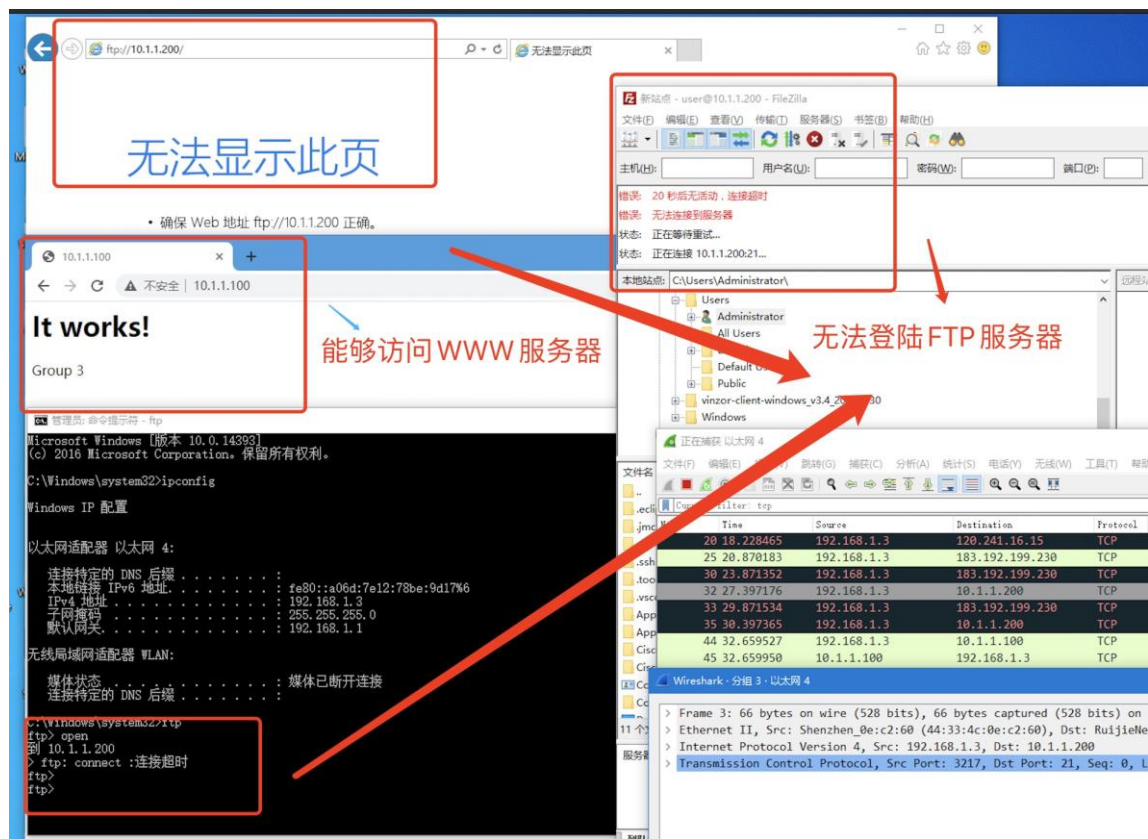 ftp://10.1.1.200/
无法显示此页
无法显示此页
• 确保 Web 地址 ftp://10.1.1.200 正确。
10.1.1.100
不安全 | 10.1.1.100
It works!
Group 3
能够访问WWW服务器
新站点 - user@10.1.1.200 - FileZilla
文件(F) 编辑(E) 查看(V) 传输(T) 服务器(S) 书签(B) 帮助(H)
主机(H): 用户名(U): 密码(W): 端口(P):
错误: 20 秒后无活动，连接超时
错误: 无法连接到服务器
状态: 正在等待重试...
状态: 正在连接 10.1.1.200:21...
本地站点: C:\Users\Administrator\
Users
Administrator
All Users
Public
Windows
无法登陆FTP服务器
管理员: 命令提示符 - ftp
Microsoft Windows [版本 10.0.14393]
(c) 2016 Microsoft Corporation。保留所有权利。
C:\Windows\system32>ipconfig
Windows IP 配置
以太网适配器 以太网 4:
连接特定的 DNS 后缀 . . . . . . . :
本地链接 IPv6 地址. . . . . . . . : fe80::a06d:7e12:78be:9d17%6
IPv4 地址 . . . . . . . . . . . . : 192.168.1.3
子网掩码 . . . . . . . . . . . . : 255.255.255.0
默认网关. . . . . . . . . . . . . : 192.168.1.1
无线局域网适配器 WLAN:
媒体状态 . . . . . . . . . . . . : 媒体已断开连接
连接特定的 DNS 后缀 . . . . . . . :
C:\Windows\system32>ftp
ftp> open
到 10.1.1.200
> ftp: connect :连接超时
ftp>
ftp>
文件名
..
正在捕获 以太网 4
文件(F) 编辑(E) 跳转(G) 捕获(C) 分析(A) 统计(S) 电话(Y) 无线(W) 工具(T) 帮助
Time Source Destination Protocol
20 18.228465 192.168.1.3 120.241.16.15 TCP
25 20.870183 192.168.1.3 183.192.199.230 TCP
30 23.871352 192.168.1.3 183.192.199.230 TCP
32 27.397176 192.168.1.3 10.1.1.200 TCP
33 29.871534 192.168.1.3 183.192.199.230 TCP
35 30.397365 192.168.1.3 10.1.1.200 TCP
44 32.659527 192.168.1.3 10.1.1.100 TCP
45 32.659950 10.1.1.100 192.168.1.3 TCP
Wireshark · 分组 3 · 以太网 4
> Frame 3: 66 bytes on wire (528 bits), 66 bytes captured (528 bits) on
> Ethernet II, Src: Shenzhen_0e:c2:60 (44:33:4c:0e:c2:60), Dst: RuijieNe
> Internet Protocol Version 4, Src: 192.168.1.3, Dst: 10.1.1.200
> Transmission Control Protocol, Src Port: 3217, Dst Port: 21, Seq: 0, L